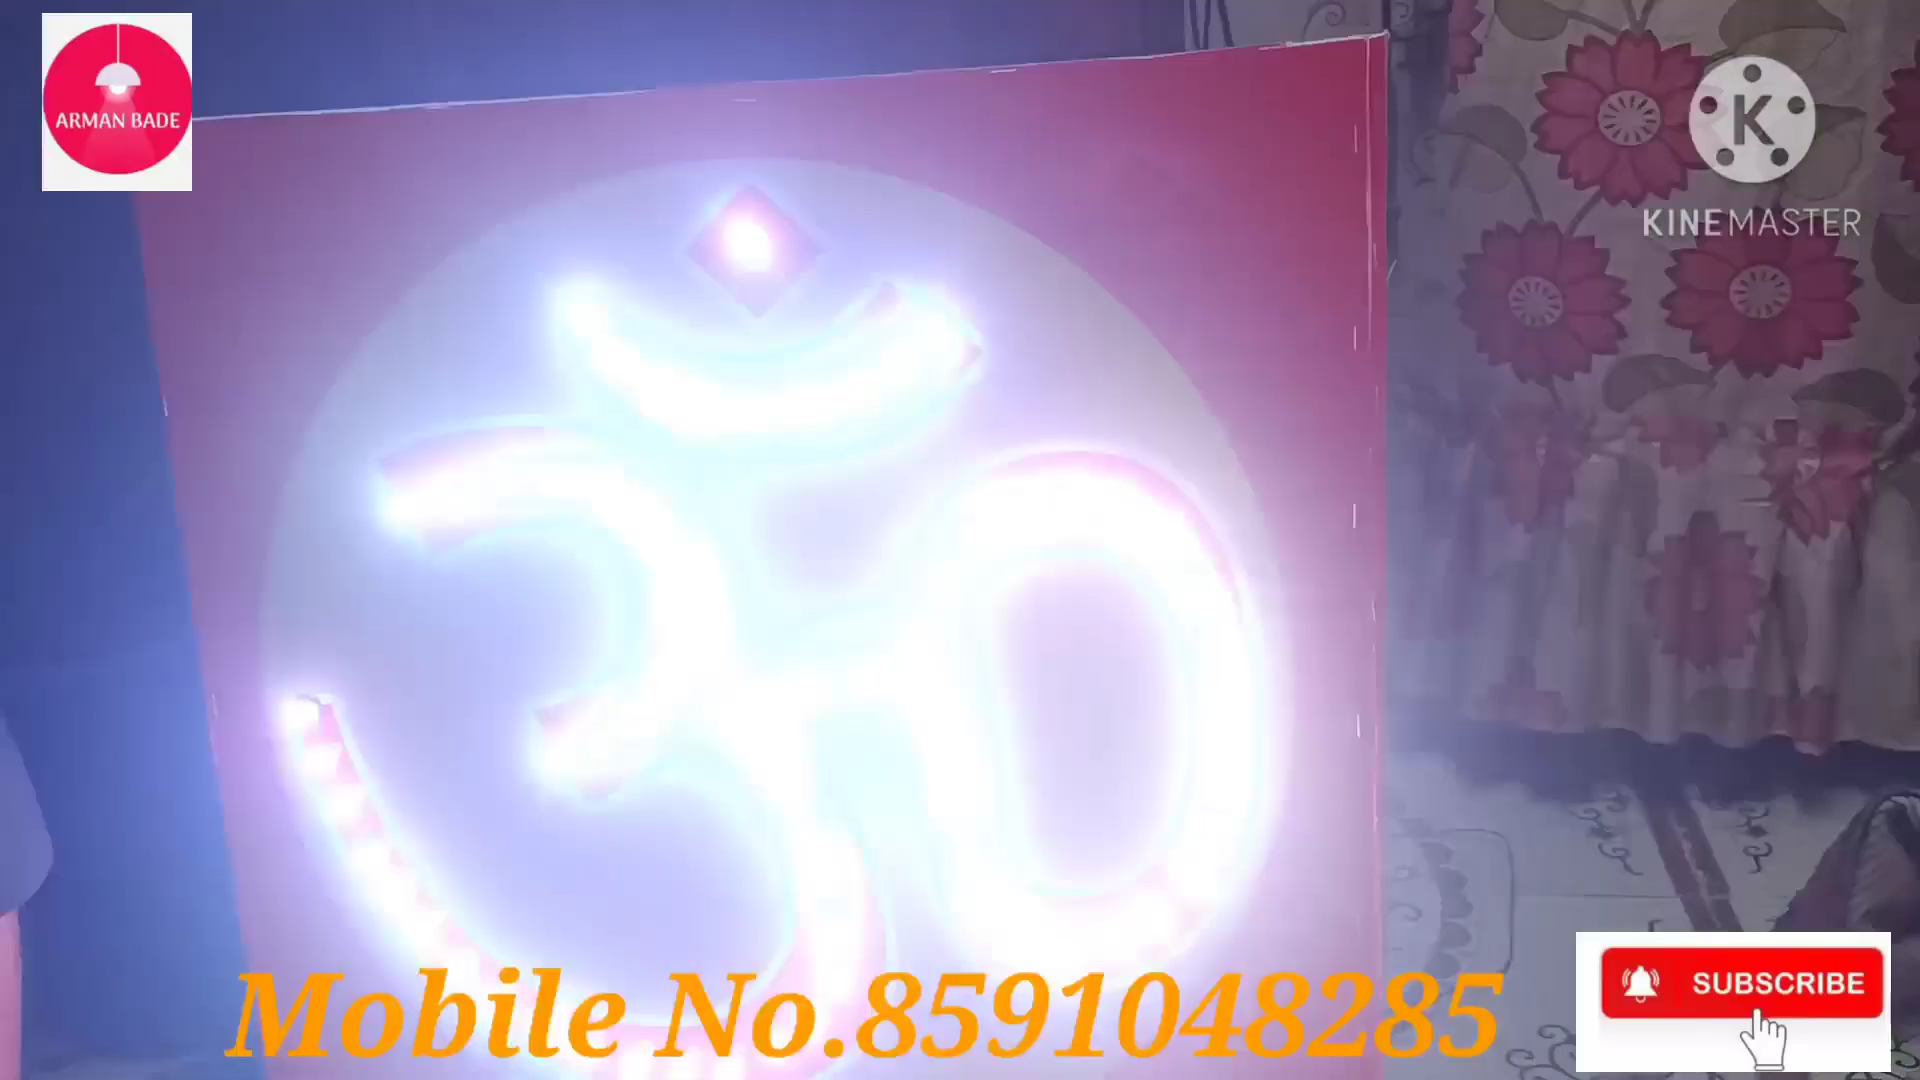 ARMAN BADE
K
KINEMASTER
ॐ
Mobile No.8591048285
SUBSCRIBE